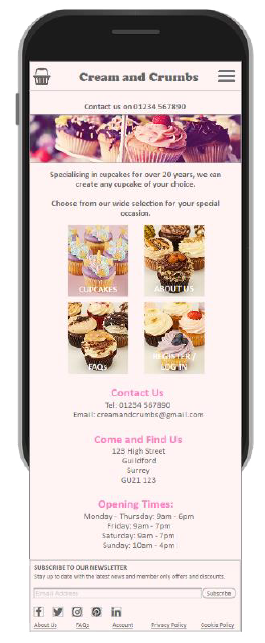 Cream and Crumbs
Contact us on 01234 567890
Specialising in cupcakes for over 20 years, we can
create any cupcake of your choice.
Choose from our wide selection for your special
occasion.
CUPCAKES
ABOUT US
FAQs
REGISTER /
LOG IN
Contact Us
Tel: 01234 567890
Email: creamandcrumbs@gmail.com
Come and Find Us
123 High Street
Guildford
Surrey
GU21 123
Opening Times:
Monday - Thursday: 9am - 6pm
Friday: 9am - 7pm
Saturday: 9am - 7pm
Sunday: 10am - 4pm
SUBSCRIBE TO OUR NEWSLETTER
Stay up to date with the latest news and member only offers and discounts.
Email Address
Subscribe
About Us FAQs Account Privacy Policy Cookie Policy